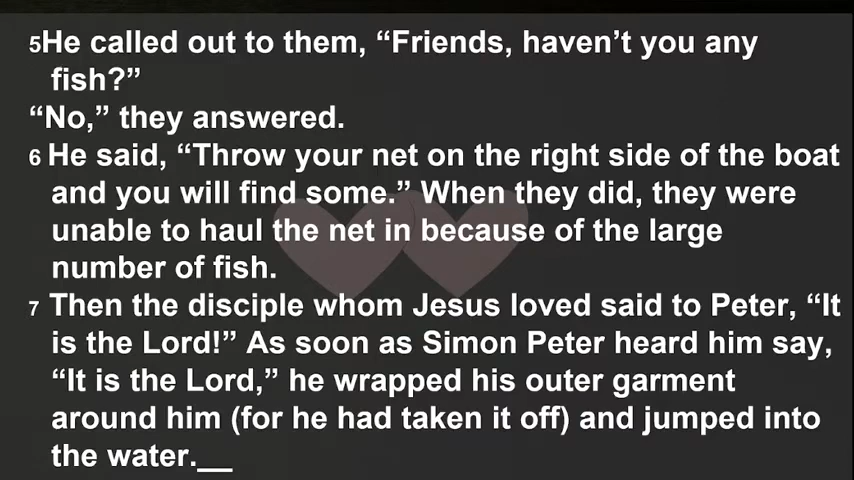 5He called out to them, “Friends, haven’t you any
fish?”
“No,” they answered.
6 He said, “Throw your net on the right side of the boat
and you will find some.” When they did, they were
unable to haul the net in because of the large
number of fish.
7 Then the disciple whom Jesus loved said to Peter, “It
is the Lord!” As soon as Simon Peter heard him say,
“It is the Lord,” he wrapped his outer garment
around him (for he had taken it off) and jumped into
the water.__